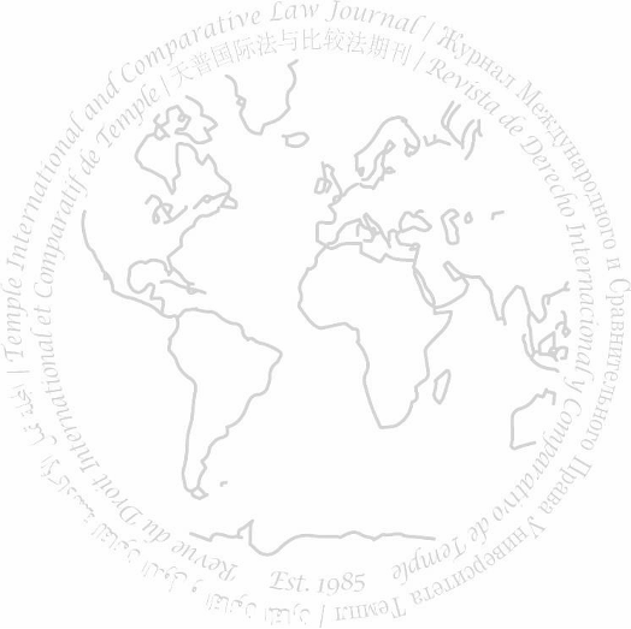 Temple International and Comparative Law Journal | Журнал Международного и Сравнительного Права Университета Темпл |
Revue du Droit International et Comparatif de Temple | 天普国际法与比较法期刊 | Revista de Derecho Internacional y Comparativo de Temple
Est. 1985